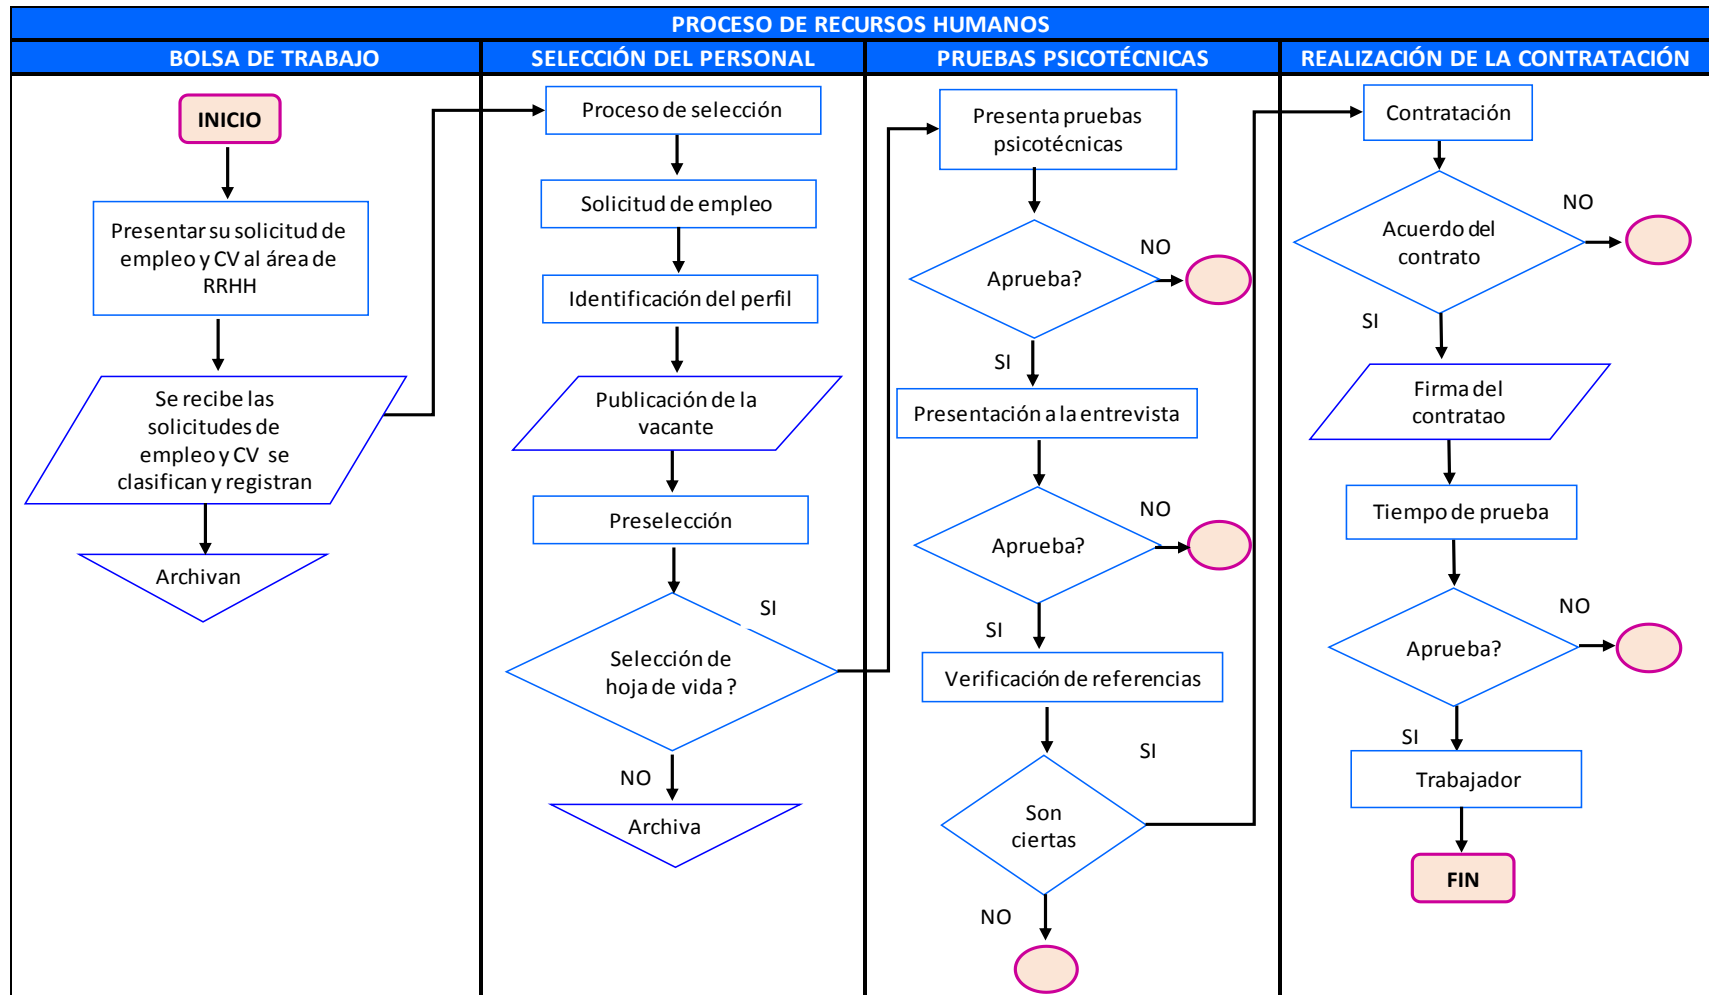 PROCESO DE RECURSOS HUMANOS
BOLSA DE TRABAJO
SELECCIÓN DEL PERSONAL
PRUEBAS PSICOTÉCNICAS
REALIZACIÓN DE LA CONTRATACIÓN
INICIO
Presentar su solicitud de
empleo y CV al área de
RRHH
Se recibe las
solicitudes de
empleo y CV se
clasifican y registran
Archivan
Proceso de selección
Solicitud de empleo
Identificación del perfil
Publicación de la
vacante
Preselección
SI
Selección de
hoja de vida ?
NO
Archiva
Presenta pruebas
psicotécnicas
NO
Aprueba?
SI
Presentación a la entrevista
NO
Aprueba?
SI
Verificación de referencias
SI
Son
ciertas
NO
Contratación
NO
Acuerdo del
contrato
SI
Firma del
contratao
Tiempo de prueba
NO
Aprueba?
SI
Trabajador
FIN